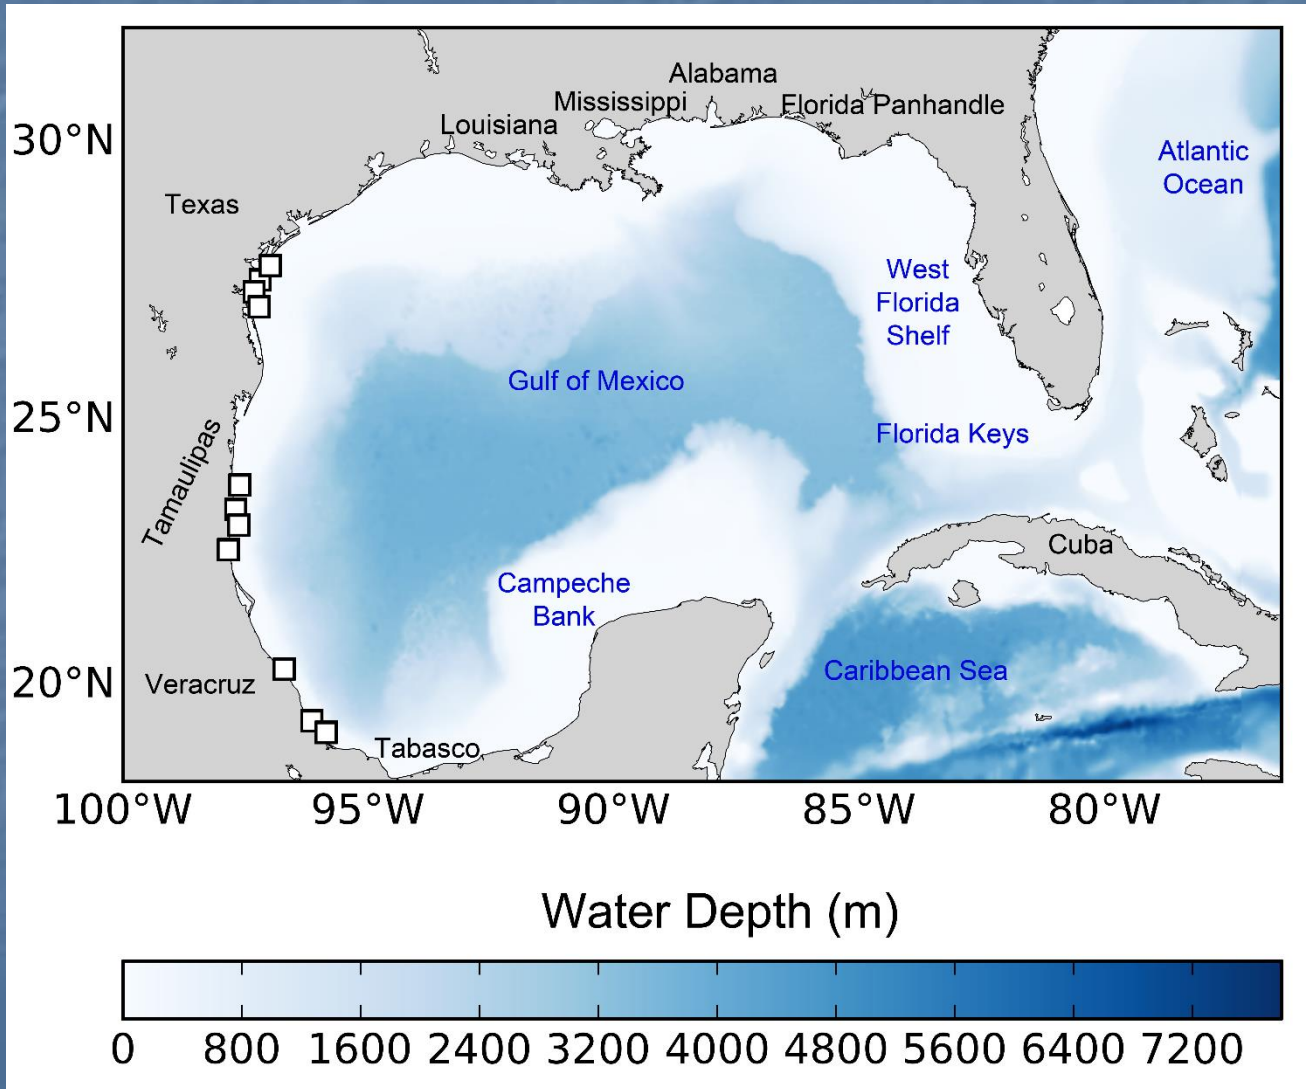 Alabama
Mississippi
Florida Panhandle
Louisiana
30°N
Atlantic
Ocean
Texas
West
Florida
Shelf
Gulf of Mexico
25°N
Florida Keys
Tamaulipas
Cuba
Campeche
Bank
20°N
Veracruz
Caribbean Sea
Tabasco
100°W 95°W 90°W 85°W 80°W
Water Depth (m)
0 800 1600 2400 3200 4000 4800 5600 6400 7200